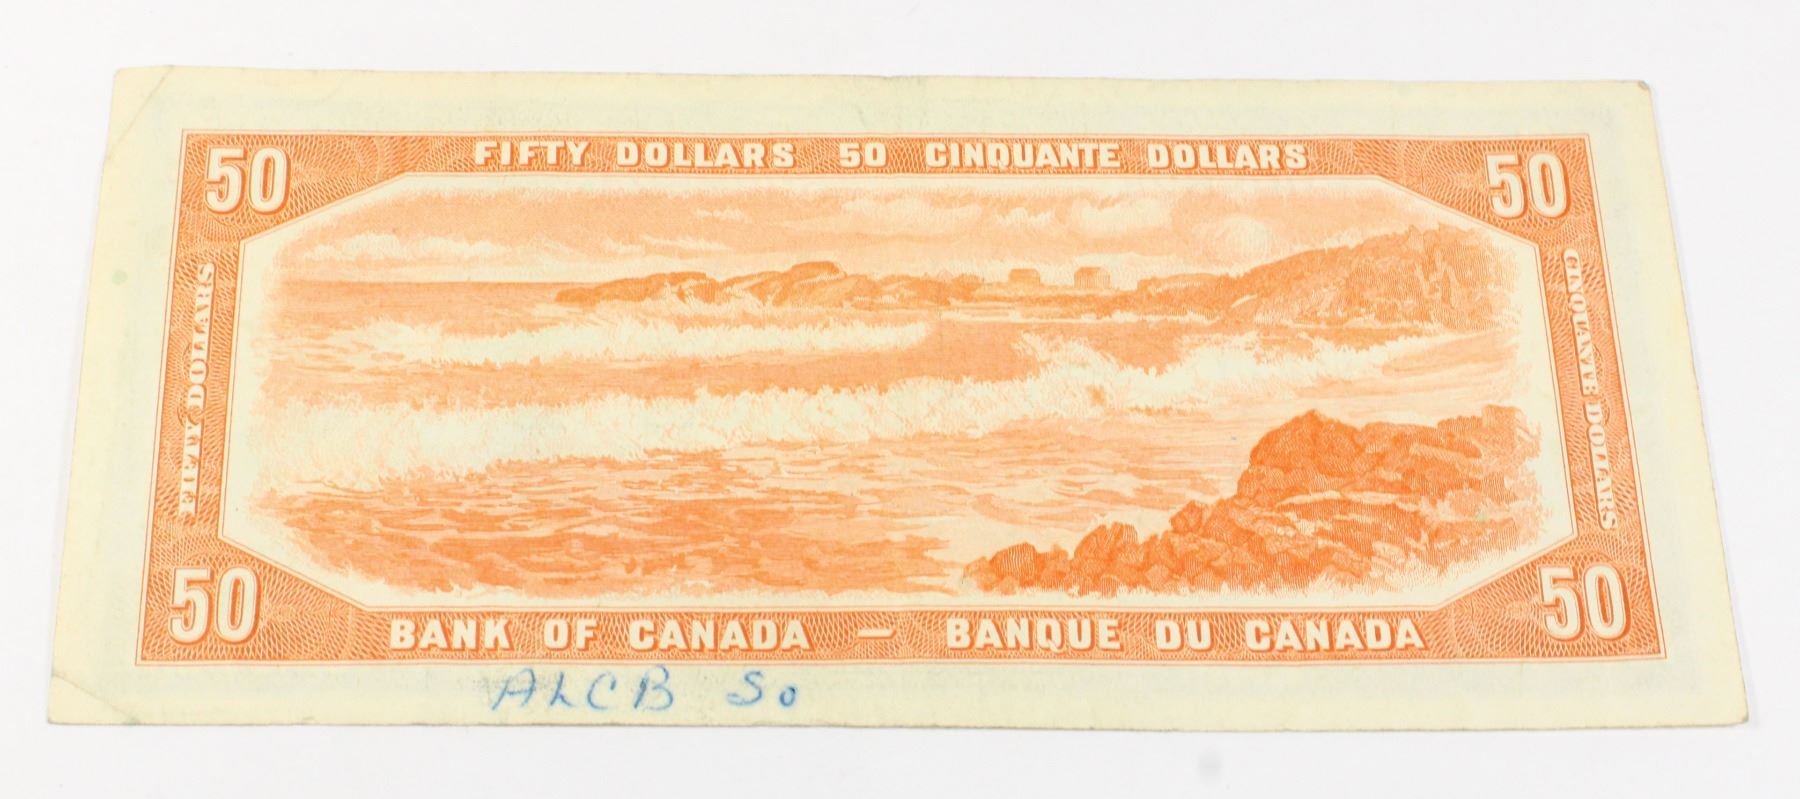 FIFTY DOLLARS 50 CINQUANTE DOLLARS
50
50
FIFTY DOLLARS
CINQUANTE DOLLARS
50
50
BANK OF CANADA — BANQUE DU CANADA
ALCB So